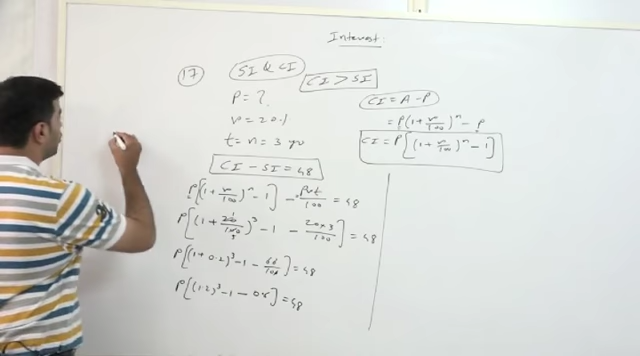 Interest:
17
SI & CI
CI > SI
P = ?
r = 20%
t = n = 3 yr
CI - SI = 48
P[(1 + r/100)^n - 1] - Prt/100 = 48
P[(1 + 20/100)^3 - 1 - 20×3/100] = 48
P[(1 + 0.2)^3 - 1 - 60/100] = 48
P[(1.2)^3 - 1 - 0.6] = 48
CI = A - P
= P(1 + r/100)^n - P
CI = P[(1 + r/100)^n - 1]